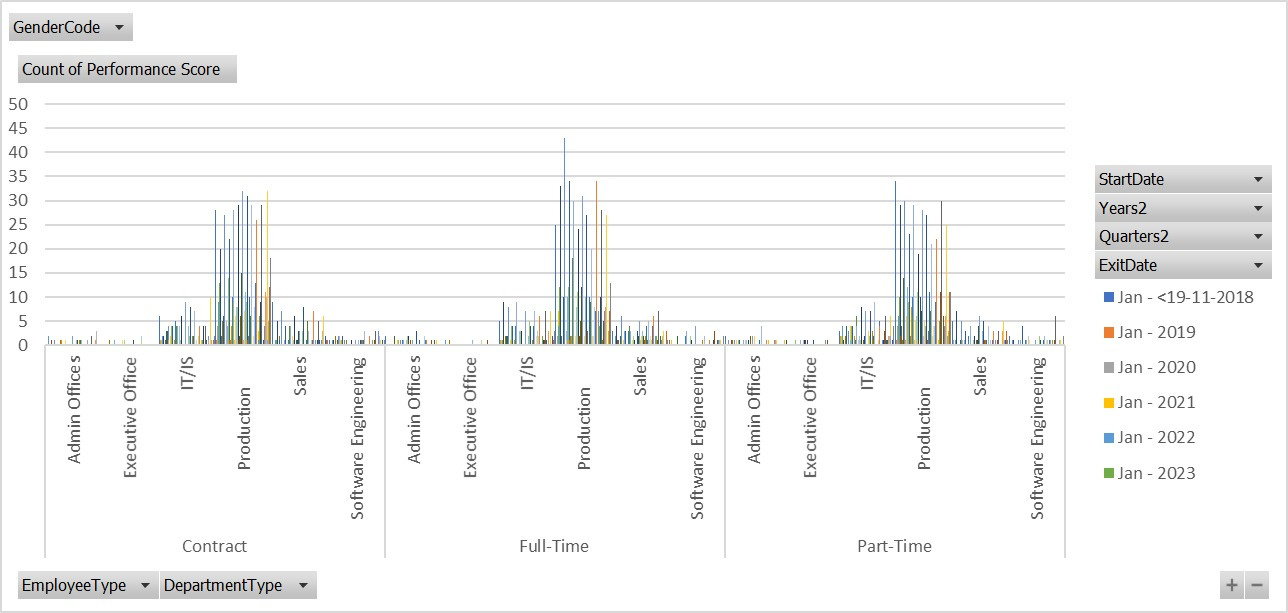 GenderCode
Count of Performance Score
50
45
40
35
30
25
20
15
10
5
0
Admin Offices
Executive Office
IT/IS
Production
Sales
Software Engineering
Admin Offices
Executive Office
IT/IS
Production
Sales
Software Engineering
Admin Offices
Executive Office
IT/IS
Production
Sales
Software Engineering
Contract
Full-Time
Part-Time
StartDate
Years2
Quarters2
ExitDate
Jan - <19-11-2018
Jan - 2019
Jan - 2020
Jan - 2021
Jan - 2022
Jan - 2023
EmployeeType
DepartmentType
+ −